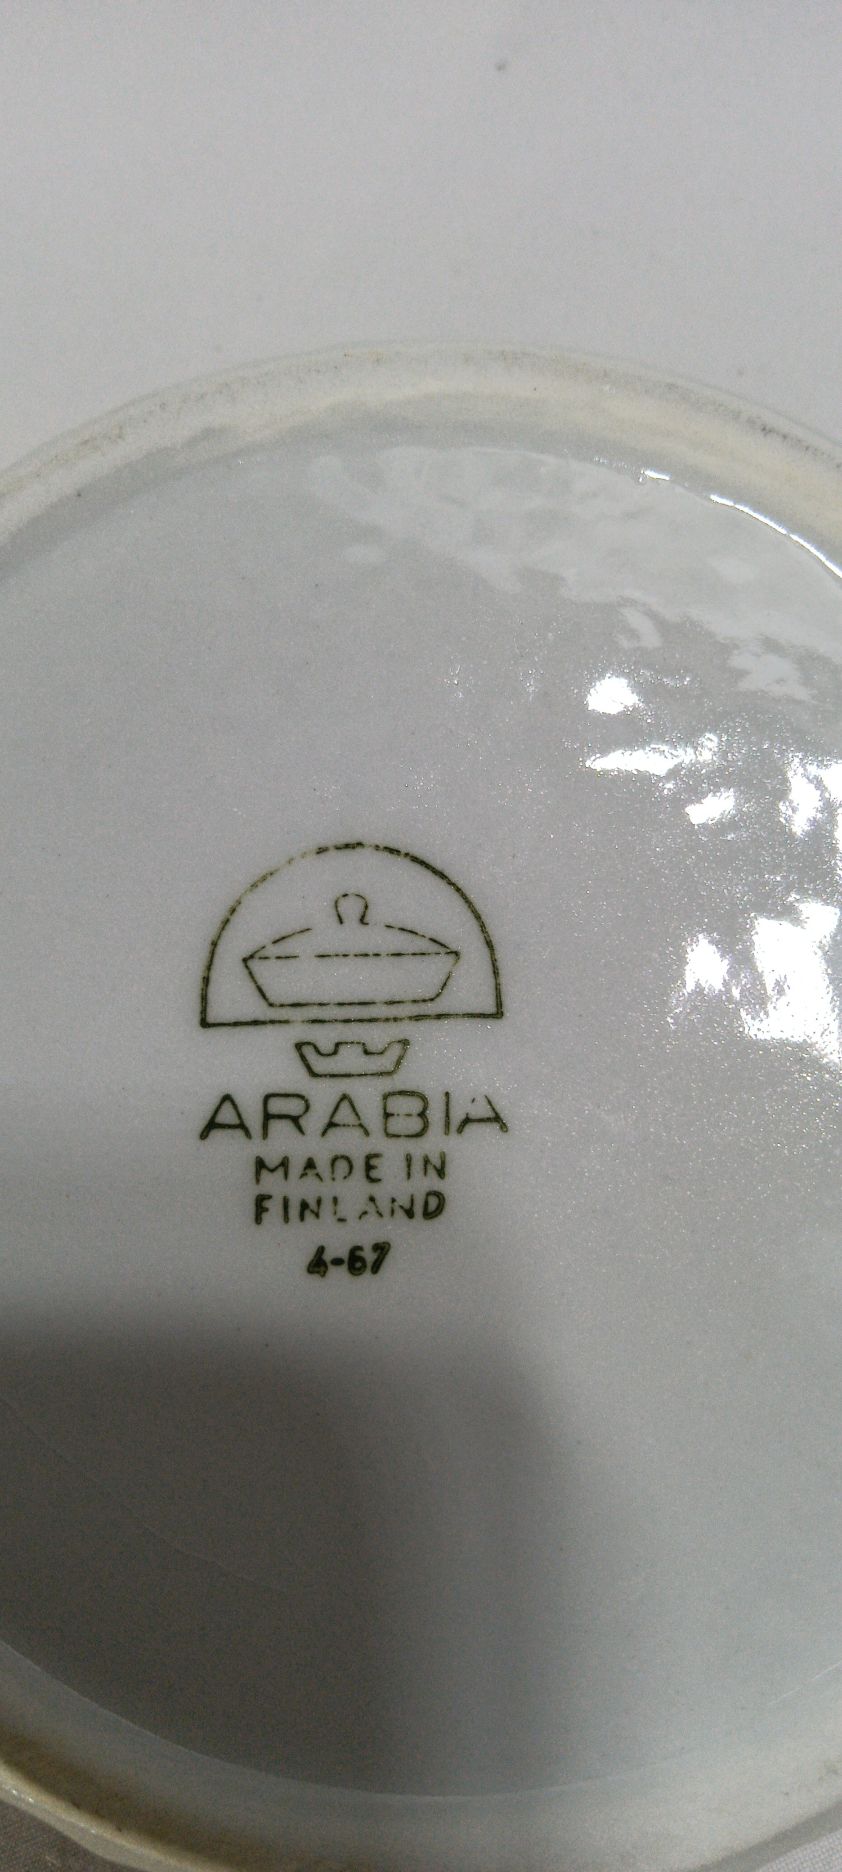 ARABIA
MADE IN
FINLAND
4-67